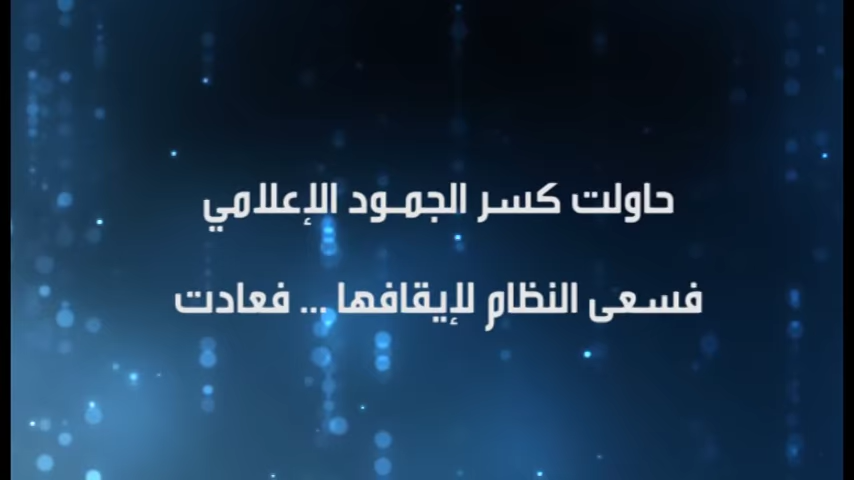 حاولت كسر الجمود الإعلامي
فسعى النظام لإيقافها ... فعادت